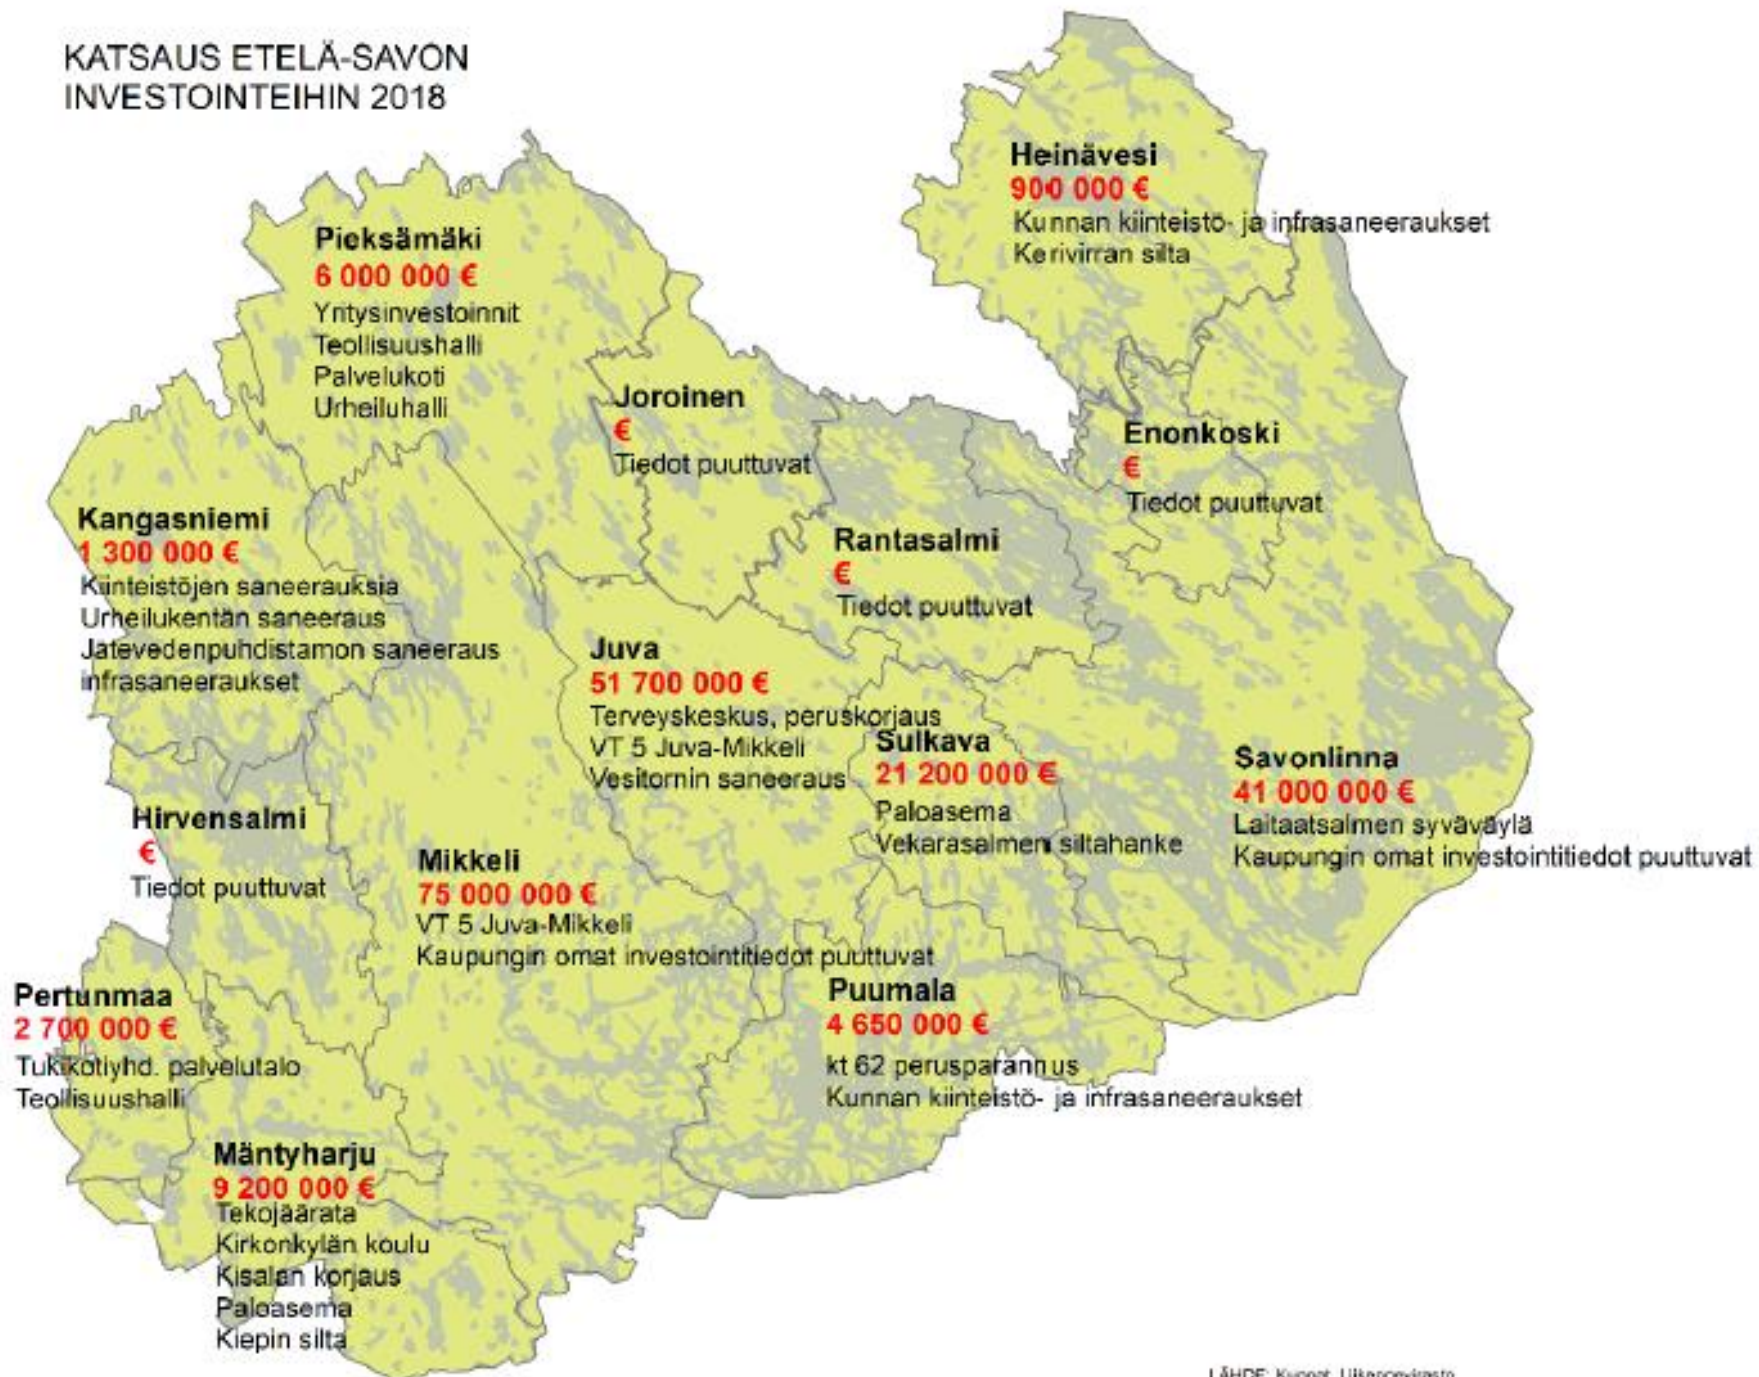 KATSAUS ETELÄ-SAVON
INVESTOINTEIHIN 2018
Heinävesi
900 000 €
Kunnan kiinteistö- ja infrasaneeraukset
Kerivirran silta
Pieksämäki
6 000 000 €
Yritysinvestoinnit
Teollisuushalli
Palvelukoti
Urheiluhalli
Joroinen
€
Tiedot puuttuvat
Enonkoski
€
Tiedot puuttuvat
Kangasniemi
1 300 000 €
Kiinteistöjen saneerauksia
Urheilukentän saneeraus
Jätevedenpuhdistamon saneeraus
infrasaneeraukset
Rantasalmi
€
Tiedot puuttuvat
Juva
51 700 000 €
Terveyskeskus, peruskorjaus
VT 5 Juva-Mikkeli
Vesitornin saneeraus
Sulkava
21 200 000 €
Paloasema
Vekarasalmen siltahanke
Savonlinna
41 000 000 €
Laitaatsalmen syväväylä
Kaupungin omat investointitiedot puuttuvat
Hirvensalmi
€
Tiedot puuttuvat
Mikkeli
75 000 000 €
VT 5 Juva-Mikkeli
Kaupungin omat investointitiedot puuttuvat
Pertunmaa
2 700 000 €
Tukikotiyhd. palvelutalo
Teollisuushalli
Puumala
4 650 000 €
kt 62 perusparannus
Kunnan kiinteistö- ja infrasaneeraukset
Mäntyharju
9 200 000 €
Tekojäärata
Kirkonkylän koulu
Kisalan korjaus
Paloasema
Kiepin silta
LÄHDE: Kunnat, Liikennevirasto